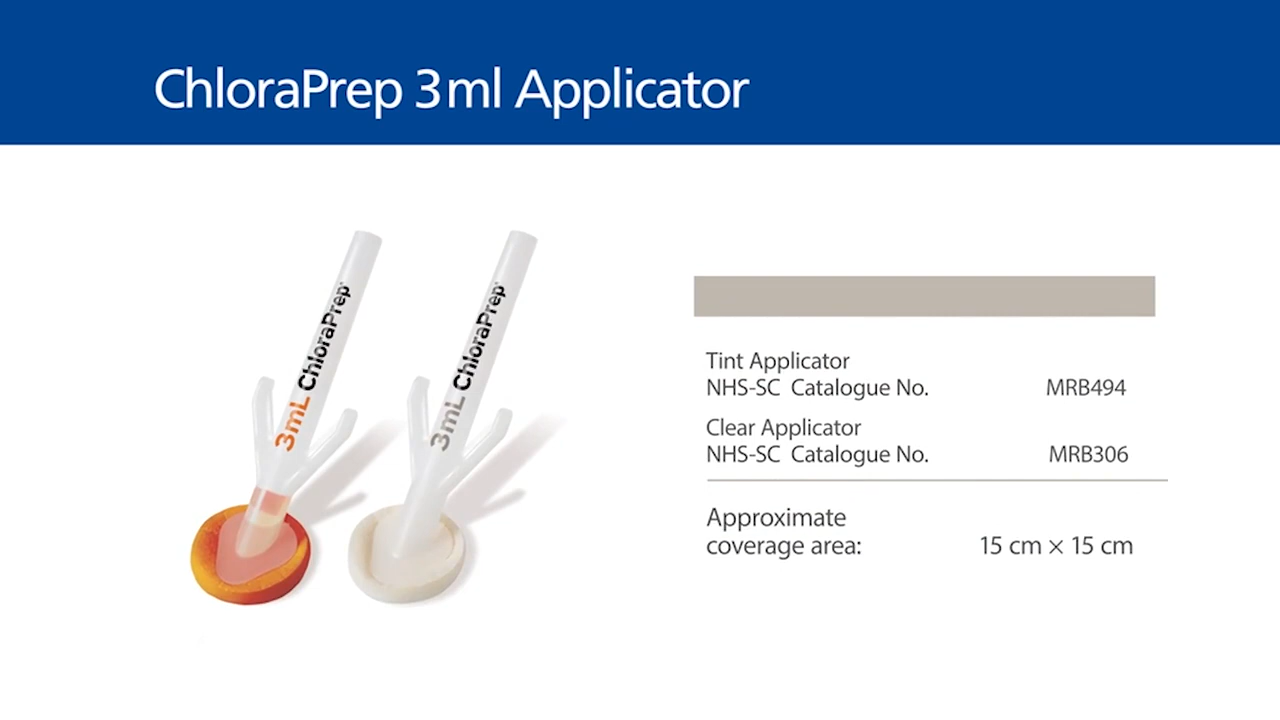 ChloraPrep 3ml Applicator
3mL ChloraPrep
3mL ChloraPrep
Tint Applicator
NHS-SC Catalogue No. MRB494
Clear Applicator
NHS-SC Catalogue No. MRB306
Approximate
coverage area: 15 cm × 15 cm